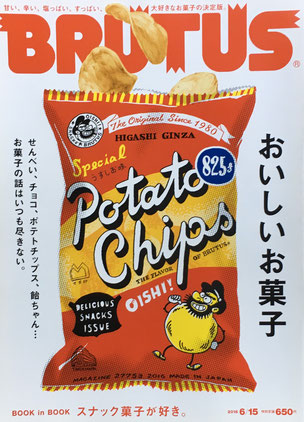 甘い、辛い、塩っぱい、すっぱい。
大好きなお菓子の決定版。
BRUTUS
®
The Original Since 1980
HIGASHI GINZA
Special
うすしお味
825号
Potato
Chips
THE FLAVOR OF BRUTUS
OISHI!
DELICIOUS
SNACKS
ISSUE
MAGAZINE 27753 2016 MADE IN JAPAN
おいしいお菓子
せんべい、チョコ、ポテトチップス、飴ちゃん…
お菓子の話はいつも尽きない。
BOOK in BOOK スナック菓子が好き。
2016 6/15
650円